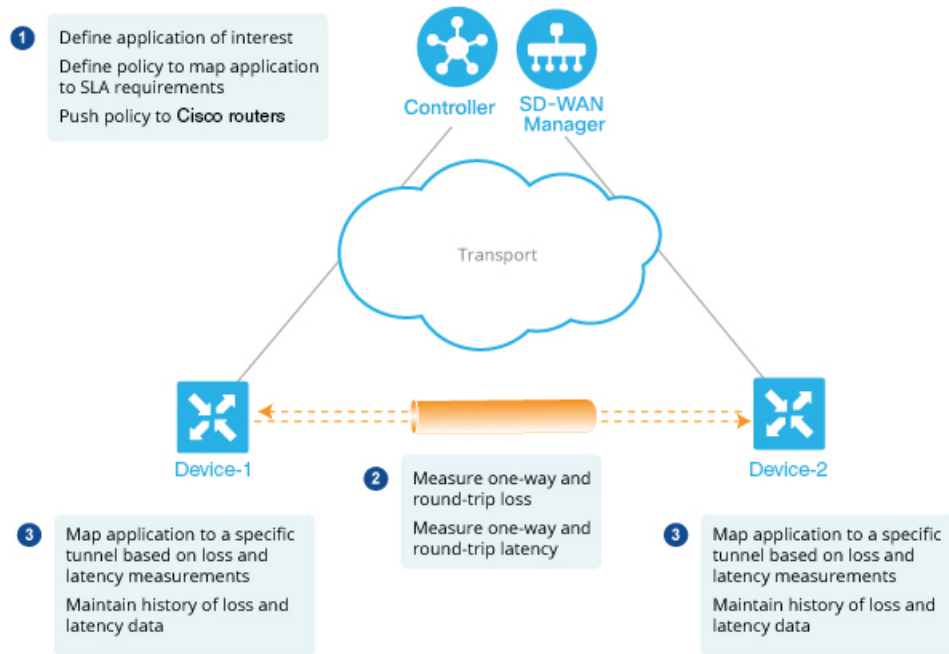 1
Define application of interest
Define policy to map application
to SLA requirements
Push policy to Cisco routers
Controller
SD-WAN
Manager
Transport
Device-1
Device-2
2
Measure one-way and
round-trip loss
Measure one-way and
round-trip latency
3
Map application to a specific
tunnel based on loss and
latency measurements
Maintain history of loss and
latency data
3
Map application to a specific
tunnel based on loss and
latency measurements
Maintain history of loss and
latency data